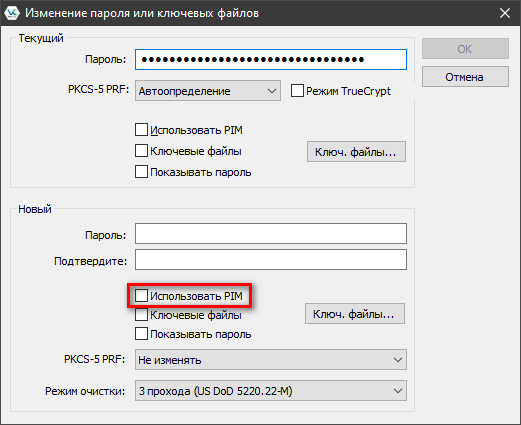 Изменение пароля или ключевых файлов
Текущий
Пароль:
OK
PKCS-5 PRF: Автоопределение Режим TrueCrypt
Отмена
Использовать PIM
Ключевые файлы Ключ. файлы...
Показывать пароль
Новый
Пароль:
Подтвердите:
Использовать PIM
Ключевые файлы Ключ. файлы...
Показывать пароль
PKCS-5 PRF: Не изменять
Режим очистки: 3 прохода (US DoD 5220.22-M)